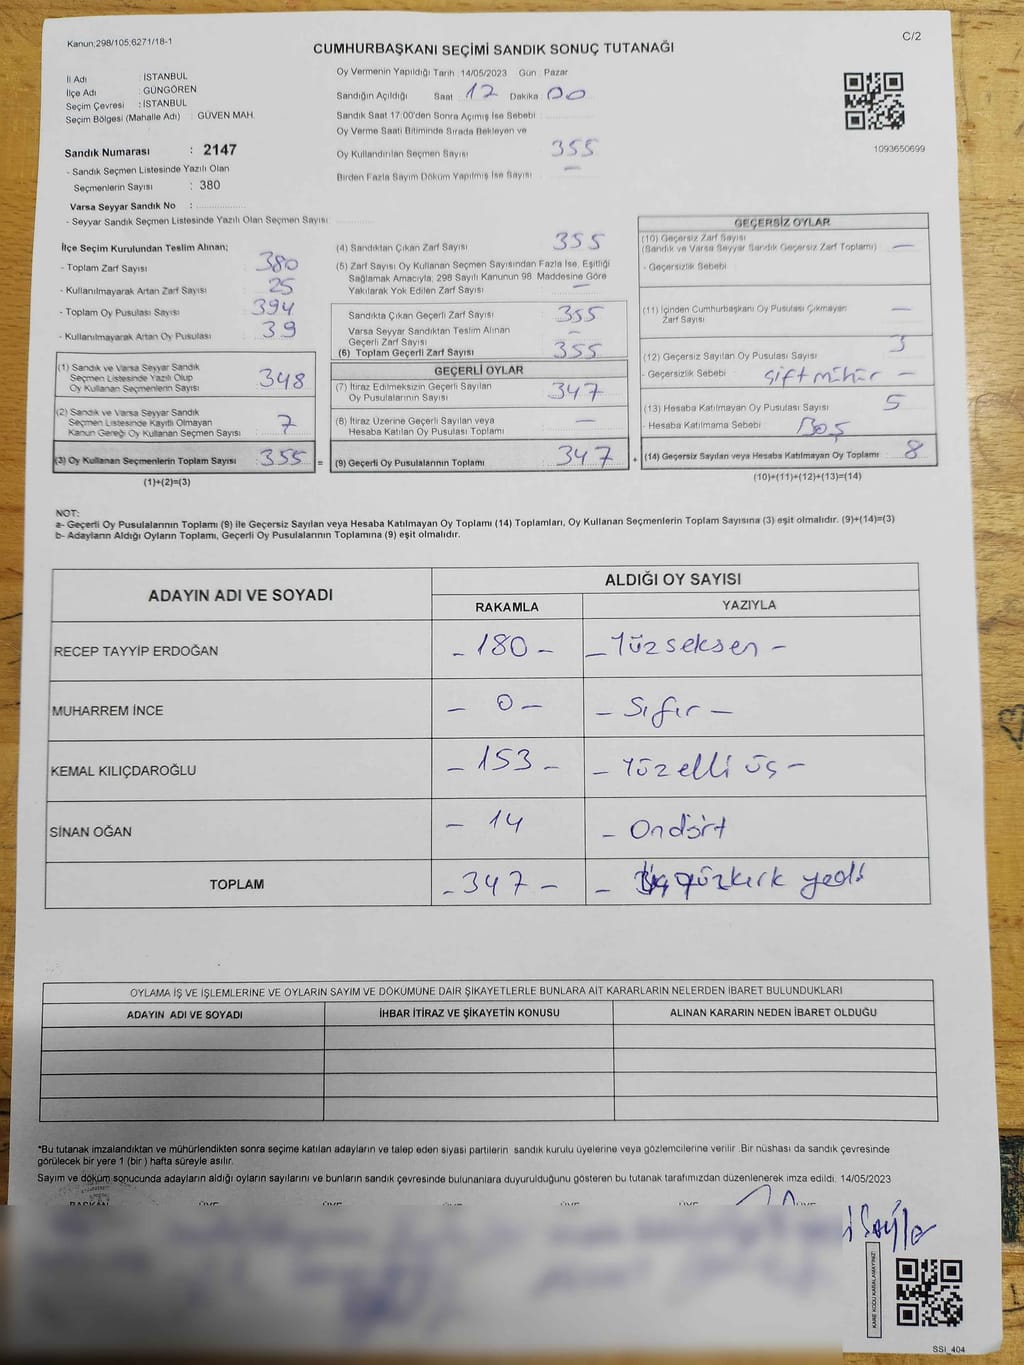 Kanun:298/105;6271/18-1
C/2
CUMHURBAŞKANI SEÇİMİ SANDIK SONUÇ TUTANAĞI
İl Adı : İSTANBUL
İlçe Adı : GÜNGÖREN
Seçim Çevresi : İSTANBUL
Seçim Bölgesi (Mahalle Adı) : GÜVEN MAH.
Sandık Numarası : 2147
- Sandık Seçmen Listesinde Yazılı Olan
Seçmenlerin Sayısı : 380
Varsa Seyyar Sandık No :
- Seyyar Sandık Seçmen Listesinde Yazılı Olan Seçmen Sayısı:
Oy Vermenin Yapıldığı Tarih : 14/05/2023 Gün : Pazar
Sandığın Açıldığı Saat : 17 Dakika : 00
Sandık Saat 17:00'den Sonra Açılmış İse Sebebi :
Oy Verme Saati Bitiminde Sırada Bekleyen ve
Oy Kullandırılan Seçmen Sayısı 355
Birden Fazla Sayım Döküm Yapılmış İse Sayısı : —
1093650699
İlçe Seçim Kurulundan Teslim Alınan;
- Toplam Zarf Sayısı 380
- Kullanılmayarak Artan Zarf Sayısı 25
- Toplam Oy Pusulası Sayısı 394
- Kullanılmayarak Artan Oy Pusulası 39
(1) Sandık ve Varsa Seyyar Sandık
Seçmen Listesinde Yazılı Olup
Oy Kullanan Seçmenlerin Sayısı 348
(2) Sandık ve Varsa Seyyar Sandık
Seçmen Listesinde Kayıtlı Olmayan
Kanun Gereği Oy Kullanan Seçmen Sayısı 7
(3) Oy Kullanan Seçmenlerin Toplam Sayısı 355 =
(1)+(2)=(3)
(4) Sandıktan Çıkan Zarf Sayısı 355
(5) Zarf Sayısı Oy Kullanan Seçmen Sayısından Fazla İse, Eşitliği
Sağlamak Amacıyla; 298 Sayılı Kanunun 98. Maddesine Göre
Yakılarak Yok Edilen Zarf Sayısı —
Sandıkta Çıkan Geçerli Zarf Sayısı 355
Varsa Seyyar Sandıktan Teslim Alınan
Geçerli Zarf Sayısı —
(6) Toplam Geçerli Zarf Sayısı 355
GEÇERLİ OYLAR
(7) İtiraz Edilmeksizin Geçerli Sayılan
Oy Pusulalarının Sayısı 347
(8) İtiraz Üzerine Geçerli Sayılan veya
Hesaba Katılan Oy Pusulası Toplamı —
(9) Geçerli Oy Pusulalarının Toplamı 347 +
GEÇERSİZ OYLAR
(10) Geçersiz Zarf Sayısı
(Sandık ve Varsa Seyyar Sandık Geçersiz Zarf Toplamı) —
- Geçersizlik Sebebi
(11) İçinden Cumhurbaşkanı Oy Pusulası Çıkmayan
Zarf Sayısı —
(12) Geçersiz Sayılan Oy Pusulası Sayısı 3
- Geçersizlik Sebebi çift mühür —
(13) Hesaba Katılmayan Oy Pusulası Sayısı 5
- Hesaba Katılmama Sebebi Boş
(14) Geçersiz Sayılan veya Hesaba Katılmayan Oy Toplamı 8
(10)+(11)+(12)+(13)=(14)
NOT:
a- Geçerli Oy Pusulalarının Toplamı (9) ile Geçersiz Sayılan veya Hesaba Katılmayan Oy Toplamı (14) Toplamları, Oy Kullanan Seçmenlerin Toplam Sayısına (3) eşit olmalıdır. (9)+(14)=(3)
b- Adayların Aldığı Oyların Toplamı, Geçerli Oy Pusulalarının Toplamına (9) eşit olmalıdır.
ADAYIN ADI VE SOYADI
ALDIĞI OY SAYISI
RAKAMLA YAZIYLA
RECEP TAYYİP ERDOĞAN - 180 - - Yüzseksen -
MUHARREM İNCE - 0 - - Sıfır -
KEMAL KILIÇDAROĞLU - 153 - - Yüzelli üç -
SİNAN OĞAN - 14 - Ondört
TOPLAM - 347 - - Üçyüzkırk yedi
OYLAMA İŞ VE İŞLEMLERİNE VE OYLARIN SAYIM VE DÖKÜMÜNE DAİR ŞİKAYETLERLE BUNLARA AİT KARARLARIN NELERDEN İBARET BULUNDUKLARI
ADAYIN ADI VE SOYADI İHBAR İTİRAZ VE ŞİKAYETİN KONUSU ALINAN KARARIN NEDEN İBARET OLDUĞU
*Bu tutanak imzalandıktan ve mühürlendikten sonra seçime katılan adayların ve talep eden siyasi partilerin sandık kurulu üyelerine veya gözlemcilerine verilir. Bir nüshası da sandık çevresinde
görülecek bir yere 1 (bir ) hafta süreyle asılır.
Sayım ve döküm sonucunda adayların aldığı oyların sayılarını ve bunların sandık çevresinde bulunanlara duyurulduğunu gösteren bu tutanak tarafımızdan düzenlenerek imza edildi. 14/05/2023
BAŞKAN ÜYE ÜYE ÜYE ÜYE ÜYE ÜYE
KARE KODU KARALAMAYINIZ!
SSI_404